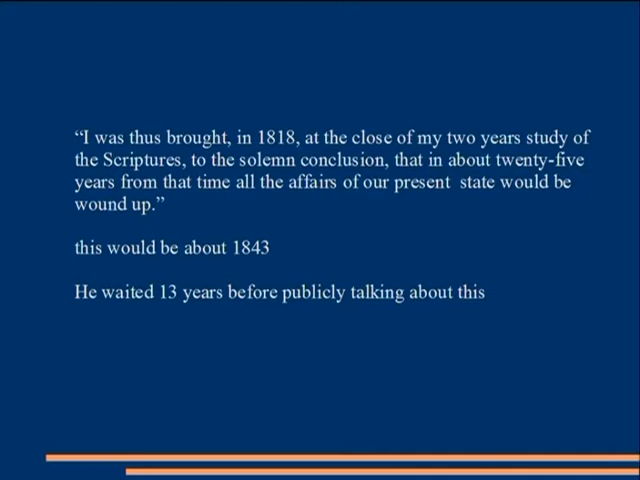 “I was thus brought, in 1818, at the close of my two years study of
the Scriptures, to the solemn conclusion, that in about twenty-five
years from that time all the affairs of our present  state would be
wound up.”
this would be about 1843
He waited 13 years before publicly talking about this